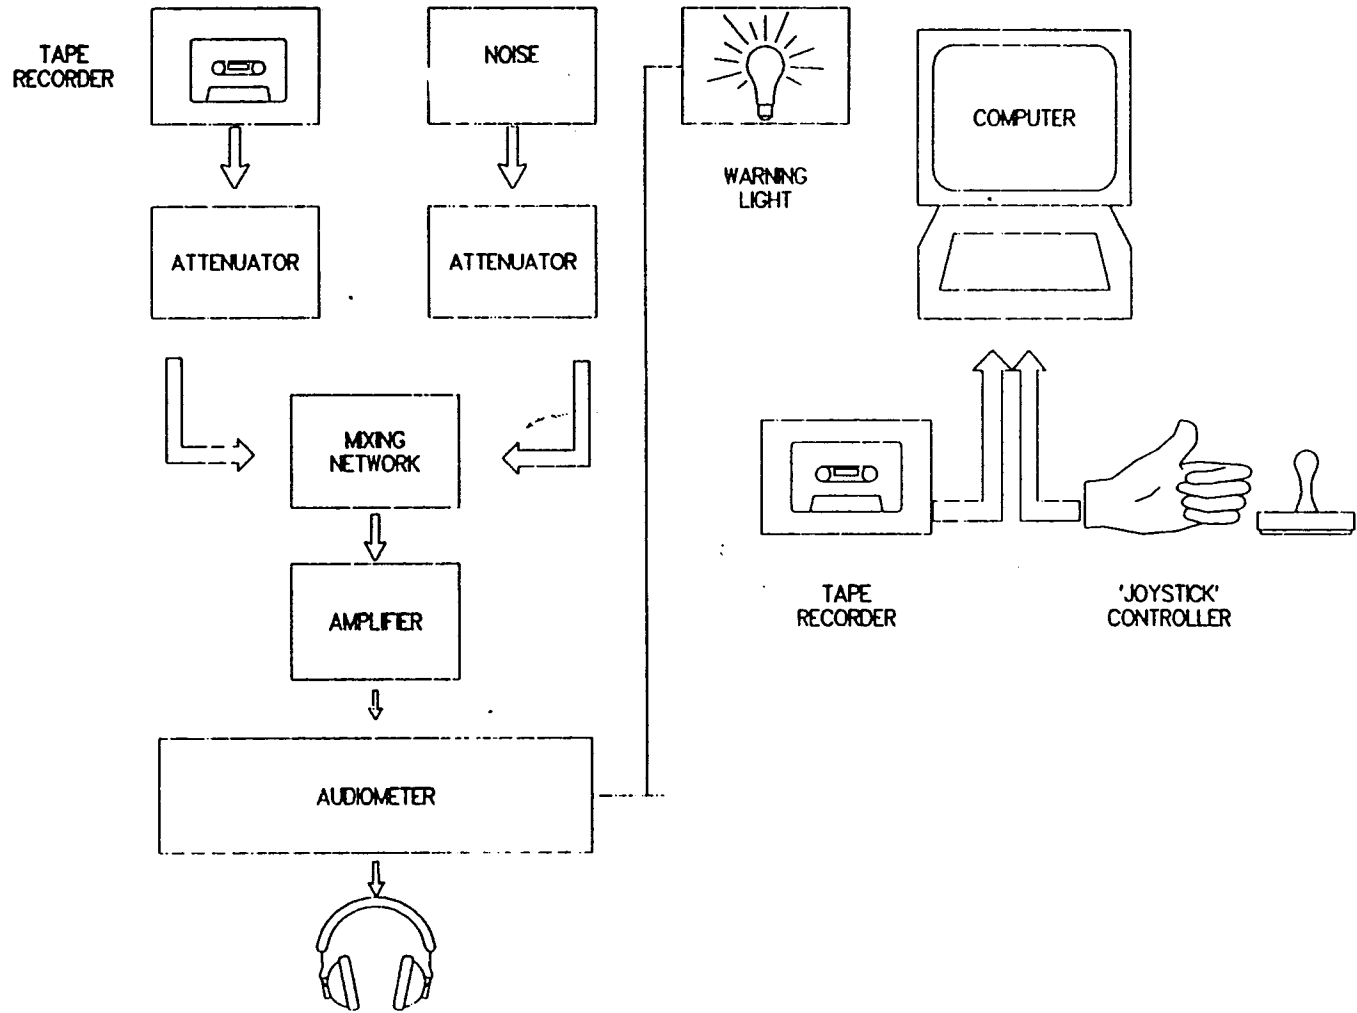 TAPE
RECORDER
NOISE
WARNING
LIGHT
COMPUTER
ATTENUATOR
ATTENUATOR
MIXING
NETWORK
AMPLIFIER
AUDIOMETER
TAPE
RECORDER
'JOYSTICK'
CONTROLLER